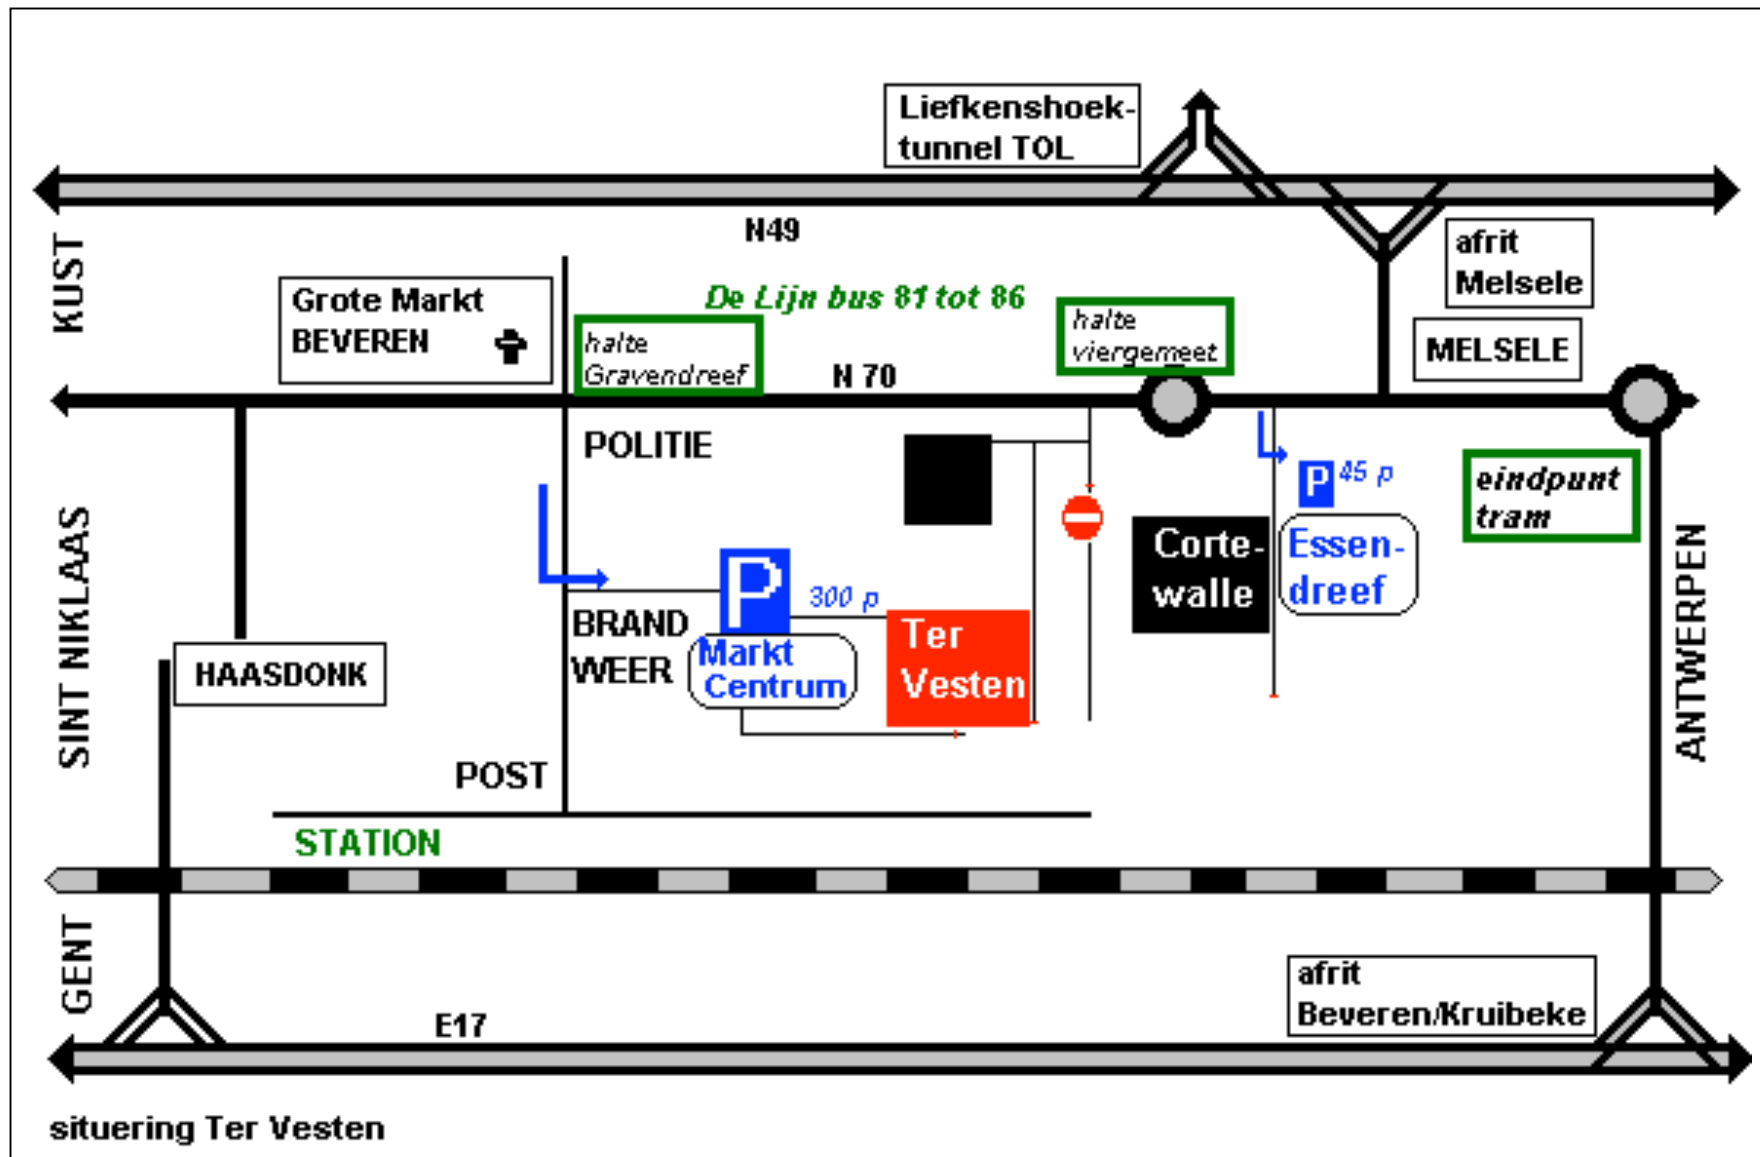 Liefkenshoek-
tunnel TOL
N49
KUST
afrit
Melsele
Grote Markt
BEVEREN
De Lijn bus 81 tot 86
halte
Gravendreef
halte
viergemeet
N 70
MELSELE
POLITIE
P 45 p
eindpunt
tram
Corte-
walle
Essen-
dreef
SINT NIKLAAS
ANTWERPEN
P
300 p
BRAND
WEER
Markt
Centrum
Ter
Vesten
HAASDONK
POST
STATION
GENT
afrit
Beveren/Kruibeke
E17
situering Ter Vesten